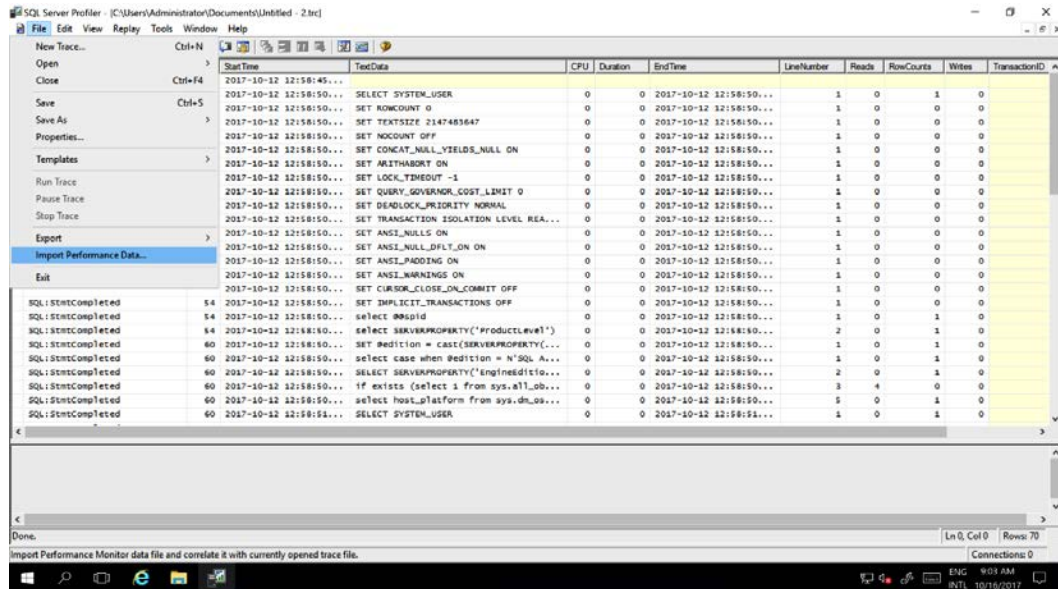 SQL Server Profiler - [C:\Users\Administrator\Documents\Untitled - 2.trc]
File Edit View Replay Tools Window Help
New Trace... Ctrl+N
Open
Close Ctrl+F4
Save Ctrl+S
Save As
Properties...
Templates
Run Trace
Pause Trace
Stop Trace
Export
Import Performance Data...
Exit
StartTime TextData CPU Duration EndTime LineNumber Reads RowCounts Writes TransactionID
2017-10-12 12:58:45...
2017-10-12 12:58:50... SELECT SYSTEM_USER 0 0 2017-10-12 12:58:50... 1 0 1 0
2017-10-12 12:58:50... SET ROWCOUNT 0 0 0 2017-10-12 12:58:50... 1 0 0 0
2017-10-12 12:58:50... SET TEXTSIZE 2147483647 0 0 2017-10-12 12:58:50... 1 0 0 0
2017-10-12 12:58:50... SET NOCOUNT OFF 0 0 2017-10-12 12:58:50... 1 0 0 0
2017-10-12 12:58:50... SET CONCAT_NULL_YIELDS_NULL ON 0 0 2017-10-12 12:58:50... 1 0 0 0
2017-10-12 12:58:50... SET ARITHABORT ON 0 0 2017-10-12 12:58:50... 1 0 0 0
2017-10-12 12:58:50... SET LOCK_TIMEOUT -1 0 0 2017-10-12 12:58:50... 1 0 0 0
2017-10-12 12:58:50... SET QUERY_GOVERNOR_COST_LIMIT 0 0 0 2017-10-12 12:58:50... 1 0 0 0
2017-10-12 12:58:50... SET DEADLOCK_PRIORITY NORMAL 0 0 2017-10-12 12:58:50... 1 0 0 0
2017-10-12 12:58:50... SET TRANSACTION ISOLATION LEVEL REA... 0 0 2017-10-12 12:58:50... 1 0 0 0
2017-10-12 12:58:50... SET ANSI_NULLS ON 0 0 2017-10-12 12:58:50... 1 0 0 0
2017-10-12 12:58:50... SET ANSI_NULL_DFLT_ON ON 0 0 2017-10-12 12:58:50... 1 0 0 0
2017-10-12 12:58:50... SET ANSI_PADDING ON 0 0 2017-10-12 12:58:50... 1 0 0 0
2017-10-12 12:58:50... SET ANSI_WARNINGS ON 0 0 2017-10-12 12:58:50... 1 0 0 0
2017-10-12 12:58:50... SET CURSOR_CLOSE_ON_COMMIT OFF 0 0 2017-10-12 12:58:50... 1 0 0 0
SQL:StmtCompleted 54 2017-10-12 12:58:50... SET IMPLICIT_TRANSACTIONS OFF 0 0 2017-10-12 12:58:50... 1 0 0 0
SQL:StmtCompleted 54 2017-10-12 12:58:50... select @@spid 0 0 2017-10-12 12:58:50... 1 0 1 0
SQL:StmtCompleted 54 2017-10-12 12:58:50... select SERVERPROPERTY('ProductLevel') 0 0 2017-10-12 12:58:50... 2 0 1 0
SQL:StmtCompleted 60 2017-10-12 12:58:50... SET @edition = cast(SERVERPROPERTY(... 0 0 2017-10-12 12:58:50... 1 0 1 0
SQL:StmtCompleted 60 2017-10-12 12:58:50... select case when @edition = N'SQL A... 0 0 2017-10-12 12:58:50... 1 0 1 0
SQL:StmtCompleted 60 2017-10-12 12:58:50... SELECT SERVERPROPERTY('EngineEditio... 0 0 2017-10-12 12:58:50... 2 0 1 0
SQL:StmtCompleted 60 2017-10-12 12:58:50... if exists (select 1 from sys.all_ob... 0 0 2017-10-12 12:58:50... 3 4 0 0
SQL:StmtCompleted 60 2017-10-12 12:58:50... select host_platform from sys.dm_os... 0 0 2017-10-12 12:58:50... 5 0 1 0
SQL:StmtCompleted 60 2017-10-12 12:58:51... SELECT SYSTEM_USER 0 0 2017-10-12 12:58:51... 1 0 1 0
Done. Ln 0, Col 0 Rows: 70
Import Performance Monitor data file and correlate it with currently opened trace file. Connections: 0
ENG 9:03 AM
INTL 10/16/2017